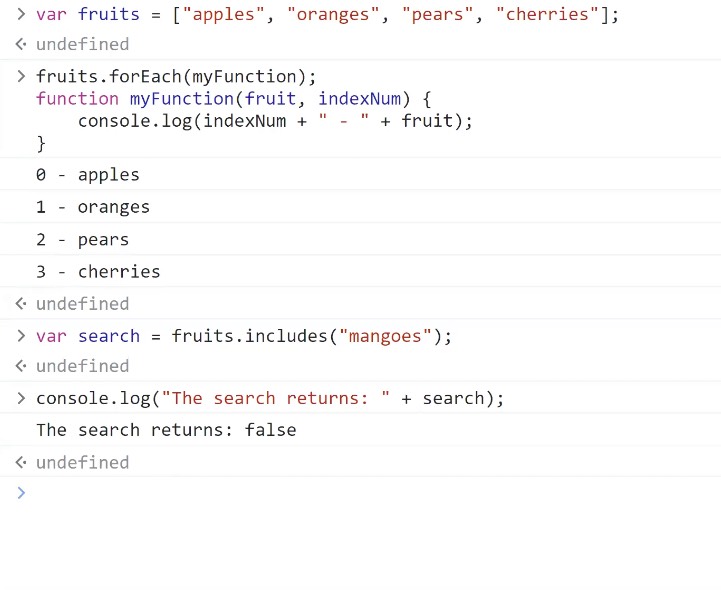 > var fruits = ["apples", "oranges", "pears", "cherries"];
undefined
> fruits.forEach(myFunction);
function myFunction(fruit, indexNum) {
    console.log(indexNum + " - " + fruit);
}
0 - apples
1 - oranges
2 - pears
3 - cherries
undefined
> var search = fruits.includes("mangoes");
undefined
> console.log("The search returns: " + search);
The search returns: false
undefined
>